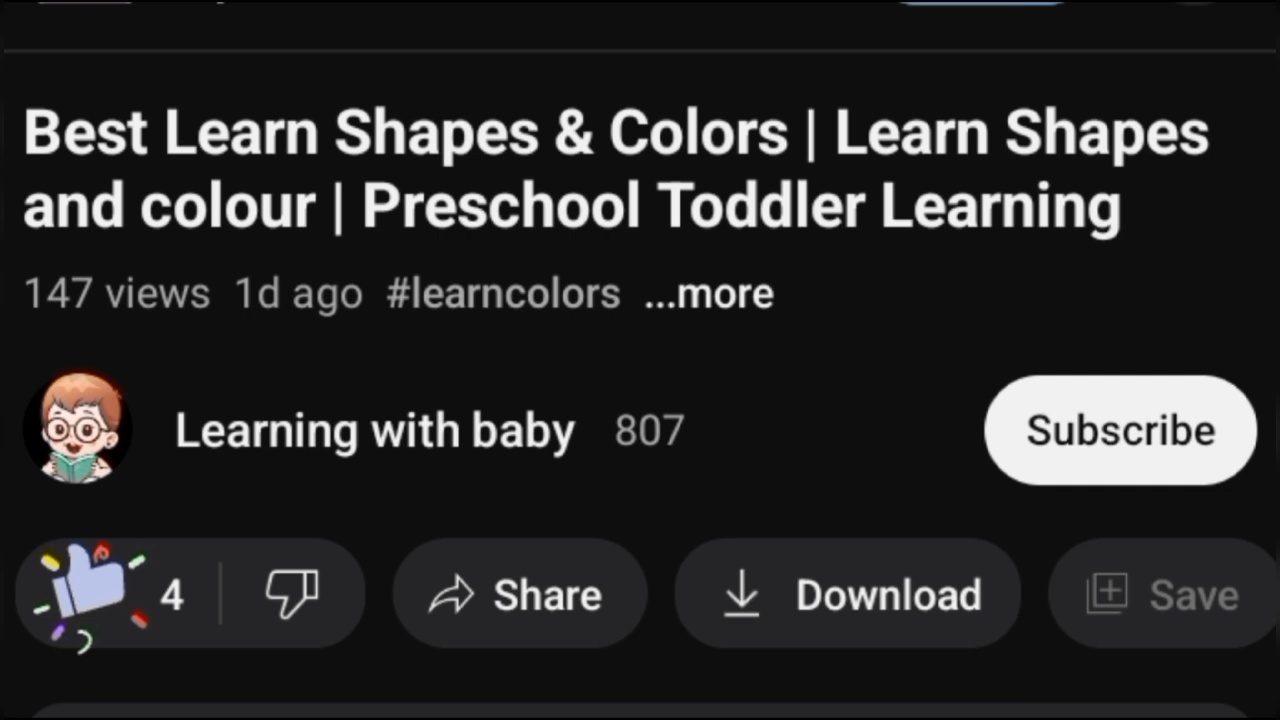 Best Learn Shapes & Colors | Learn Shapes
and colour | Preschool Toddler Learning
147 views 1d ago #learncolors ...more
Learning with baby 807 Subscribe
4 Share Download Save